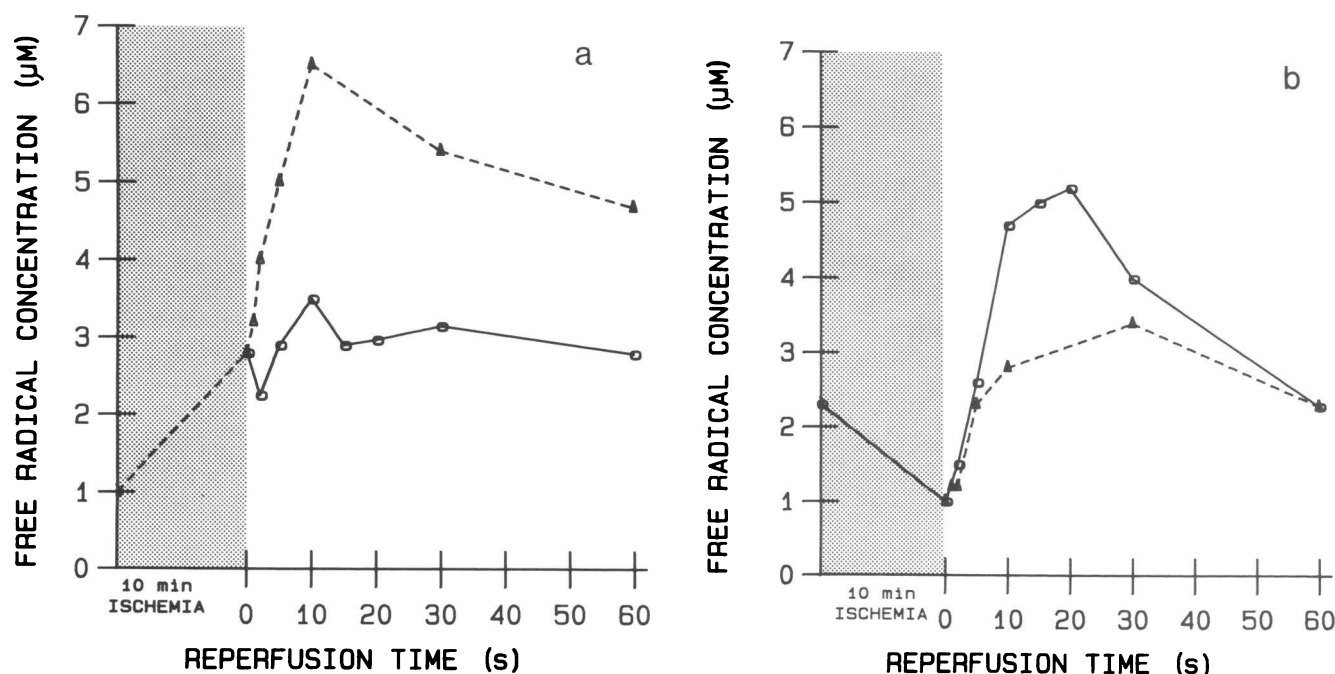 a
FREE RADICAL CONCENTRATION (µM)
7
6
5
4
3
2
1
0
10 min
ISCHEMIA
0 10 20 30 40 50 60
REPERFUSION TIME (s)
b
FREE RADICAL CONCENTRATION (µM)
7
6
5
4
3
2
1
0
10 min
ISCHEMIA
0 10 20 30 40 50 60
REPERFUSION TIME (s)